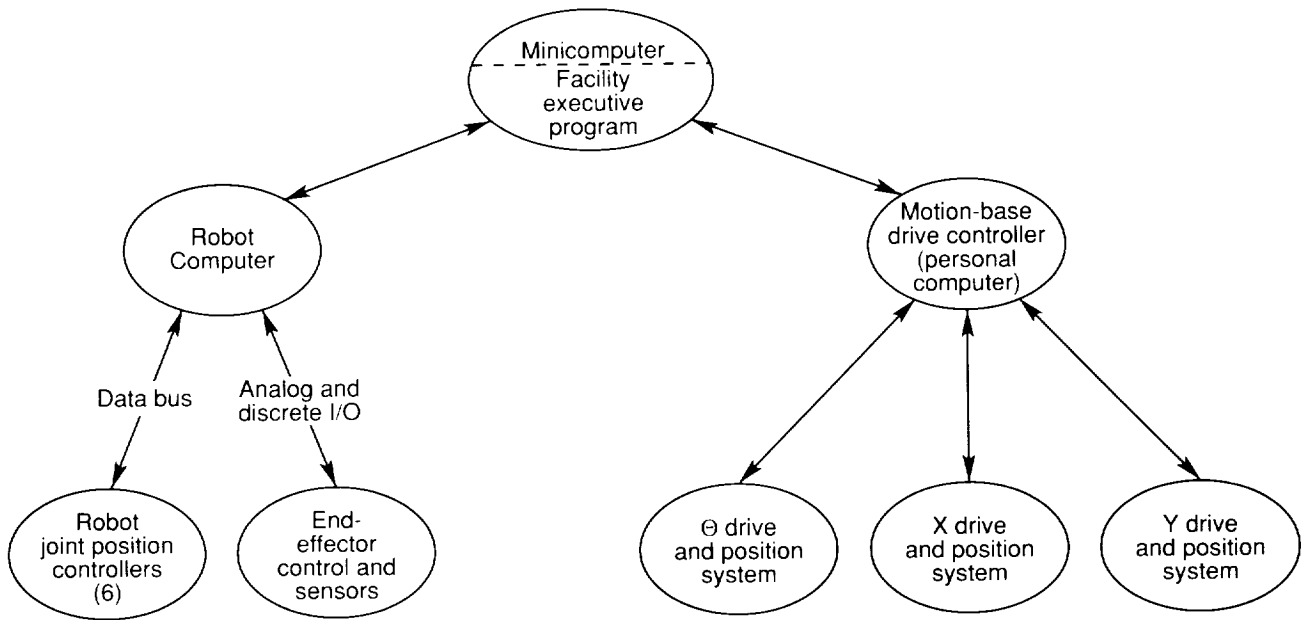 Minicomputer
Facility
executive
program
Robot
Computer
Motion-base
drive controller
(personal
computer)
Data bus
Analog and
discrete I/O
Robot
joint position
controllers
(6)
End-
effector
control and
sensors
Θ drive
and position
system
X drive
and position
system
Y drive
and position
system